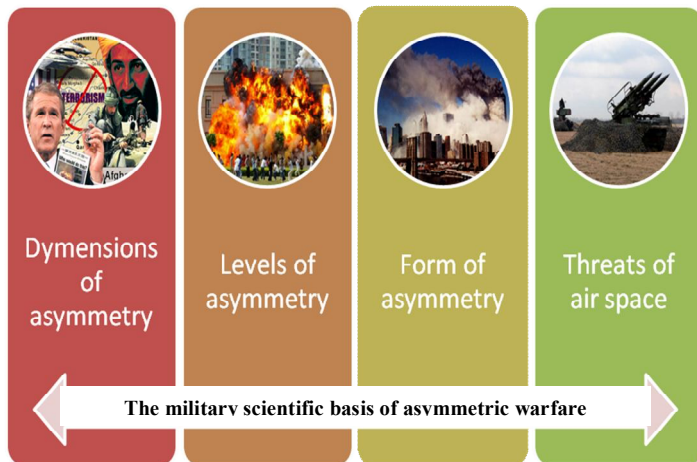 TERRORISM
Dymensions
of
asymmetry
Levels of
asymmetry
Form of
asymmetry
Threats of
air space
The military scientific basis of asymmetric warfare